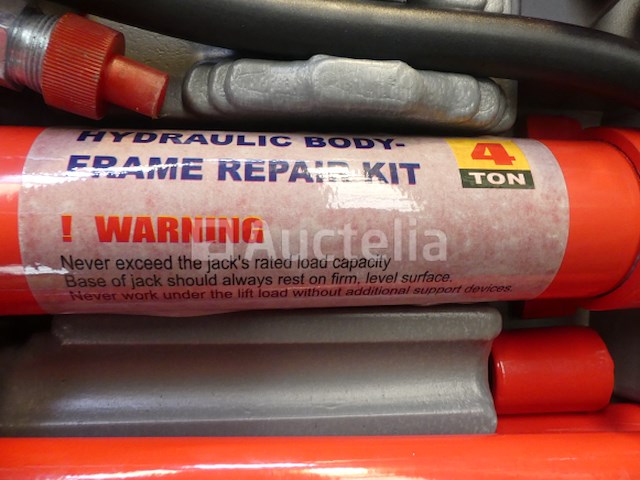 HYDRAULIC BODY-
FRAME REPAIR KIT
4
TON
! WARNING
Auctelia
Never exceed the jack's rated load capacity
Base of jack should always rest on firm, level surface.
Never work under the lift load without additional support devices.